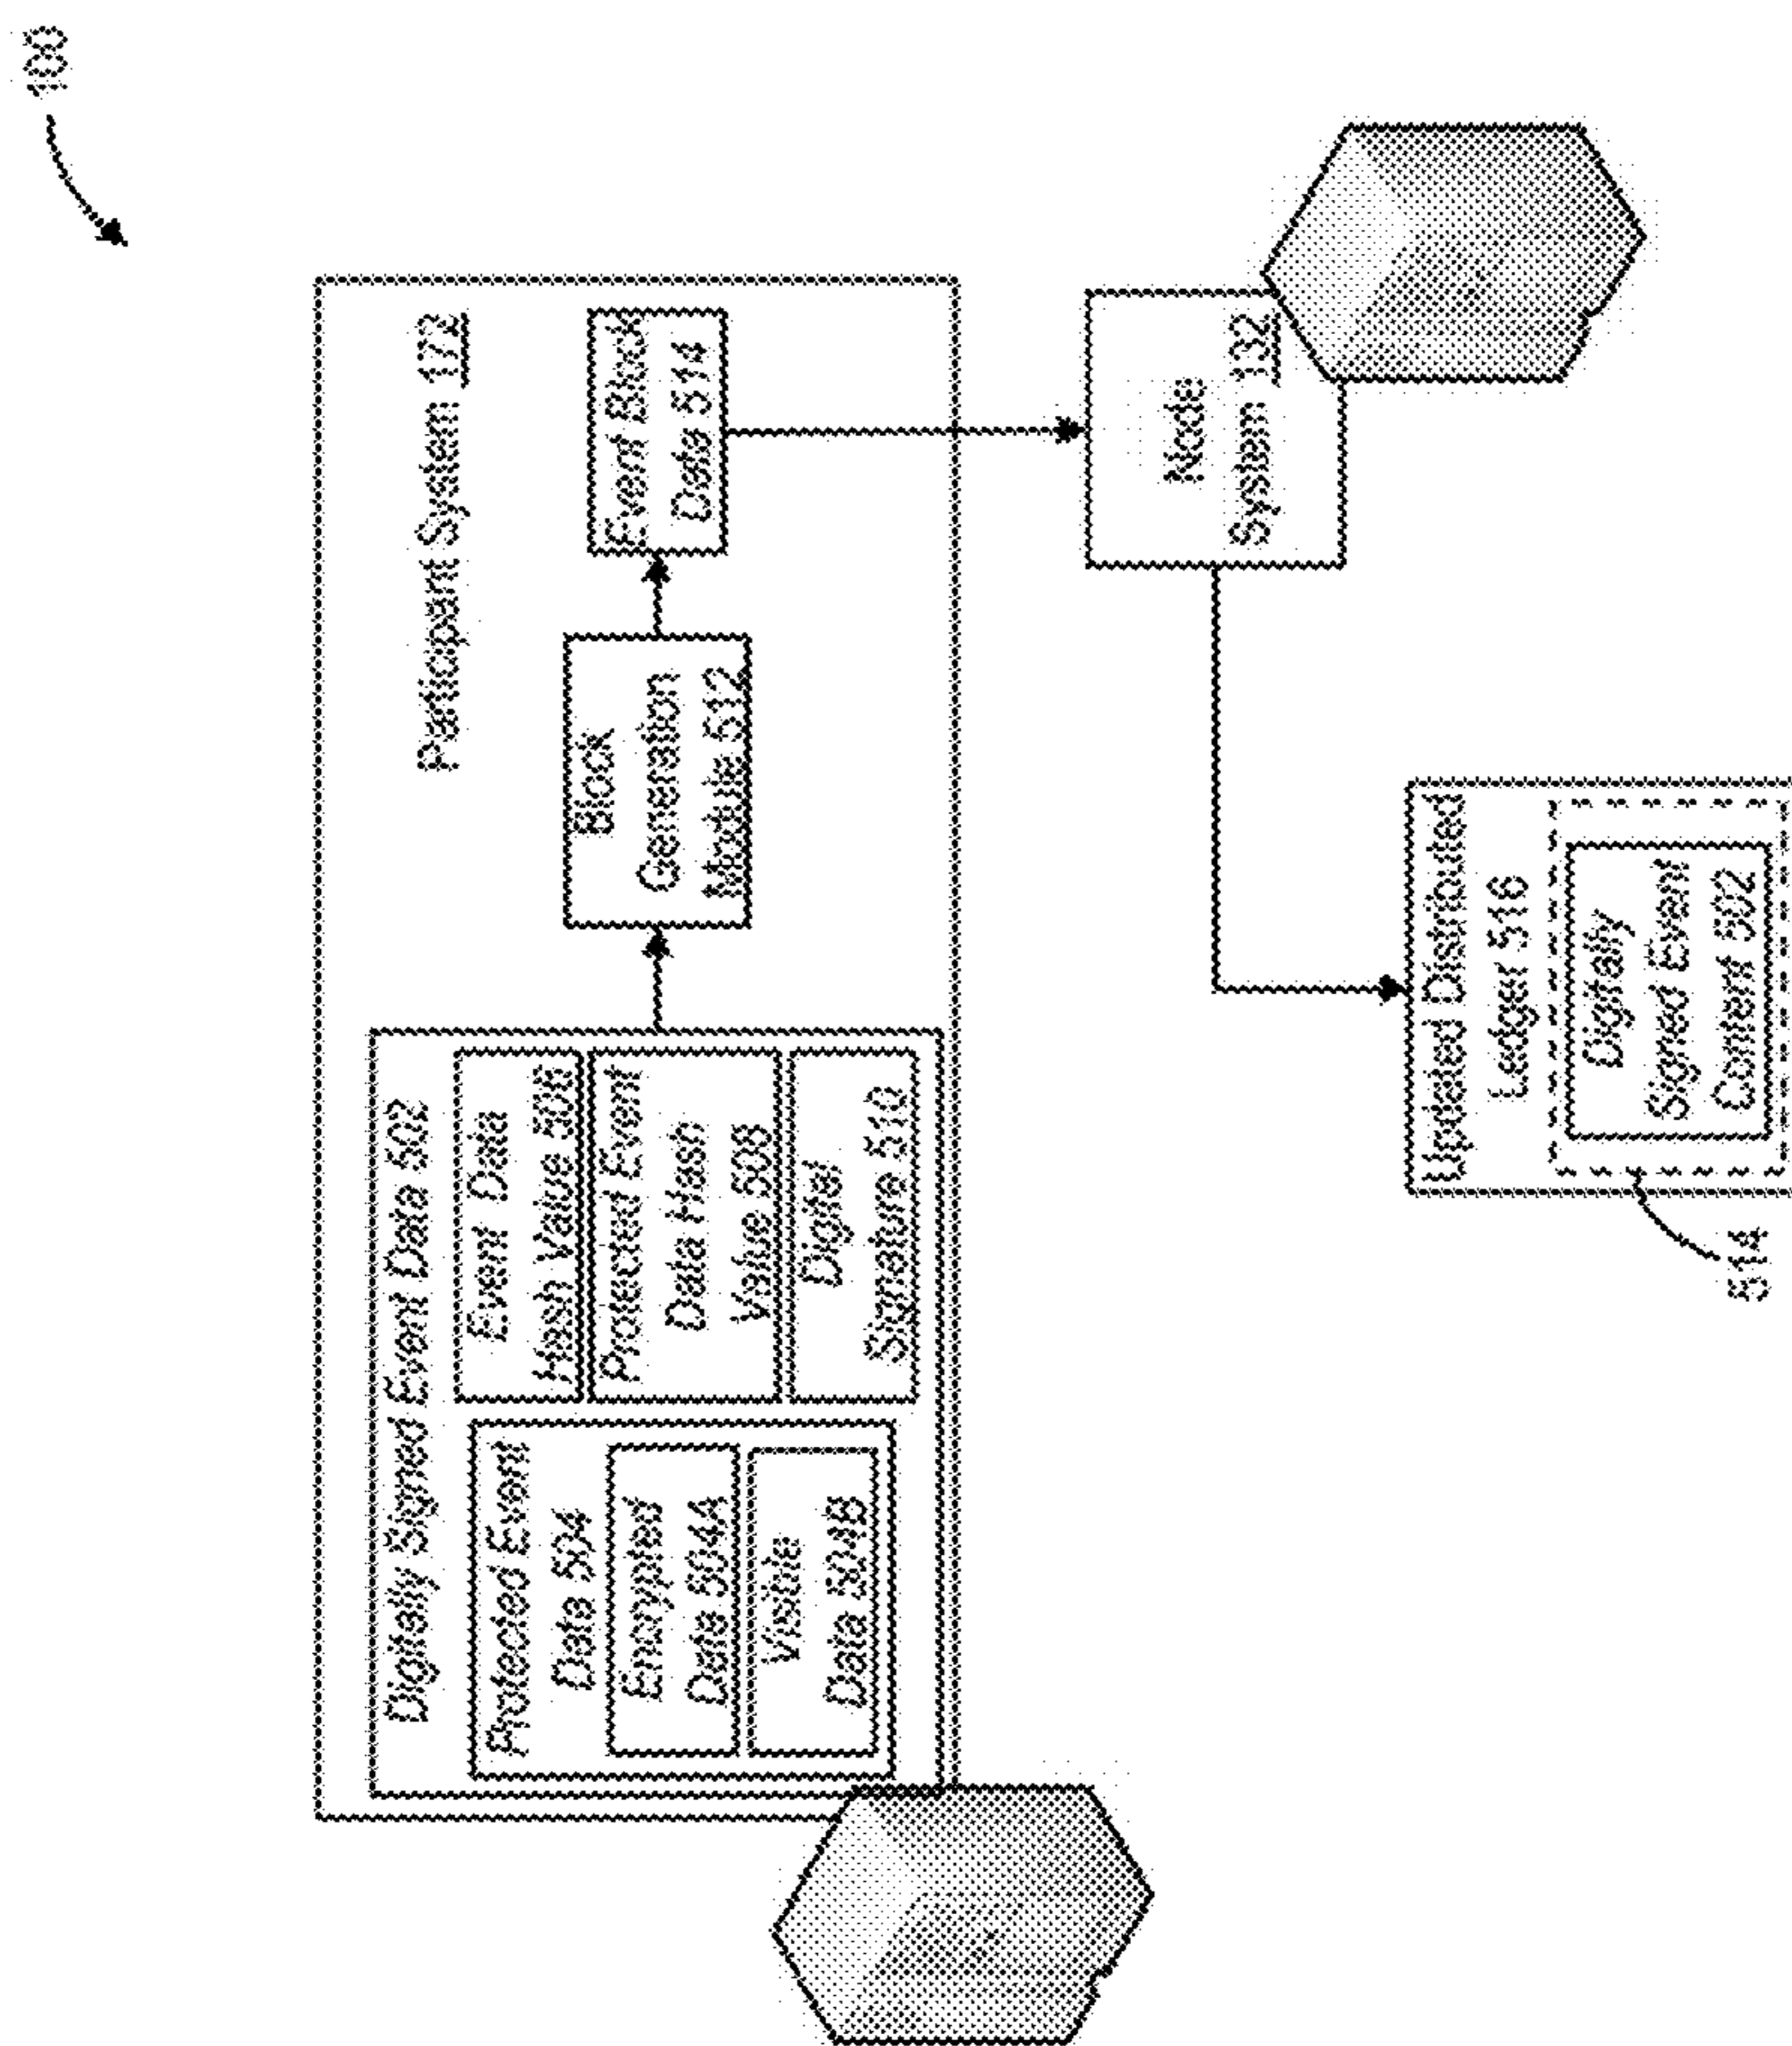 100
Participant System 172
Digitally Signed Event Data 502
Protected Event
Data 504
Encrypted
Data 504A
Visible
Data 504B
Event Data
Hash Value 506
Protected Event
Data Hash
Value 508
Digital
Signature 510
Block
Generation
Module 512
Event Block
Data 514
Node
System 132
Updated Distributed
Ledger 516
Digitally
Signed Event
Content 502
514